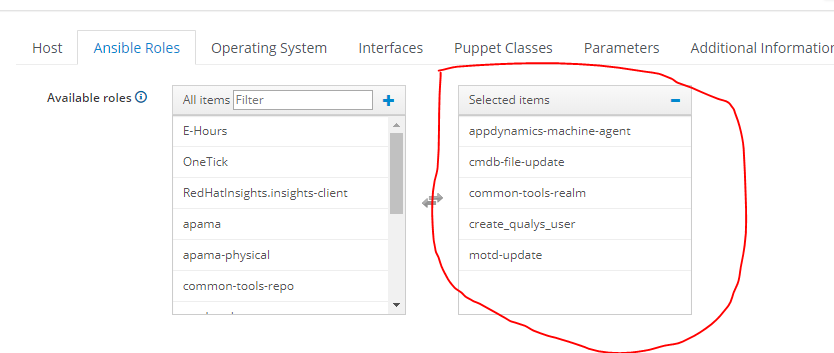 Host Ansible Roles Operating System Interfaces Puppet Classes Parameters Additional Information
Available roles
All items Filter
E-Hours
OneTick
RedHatInsights.insights-client
apama
apama-physical
common-tools-repo
Selected items
appdynamics-machine-agent
cmdb-file-update
common-tools-realm
create_qualys_user
motd-update